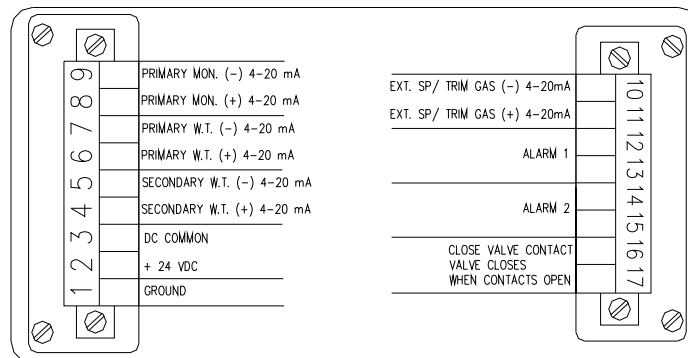 9 PRIMARY MON. (-) 4-20 mA
8 PRIMARY MON. (+) 4-20 mA
7 PRIMARY W.T. (-) 4-20 mA
6 PRIMARY W.T. (+) 4-20 mA
5 SECONDARY W.T. (-) 4-20 mA
4 SECONDARY W.T. (+) 4-20 mA
3 DC COMMON
2 + 24 VDC
1 GROUND
EXT. SP/ TRIM GAS (-) 4-20mA 10
EXT. SP/ TRIM GAS (+) 4-20mA 11
12
ALARM 1
13
14
ALARM 2
15
CLOSE VALVE CONTACT 16
VALVE CLOSES
WHEN CONTACTS OPEN 17